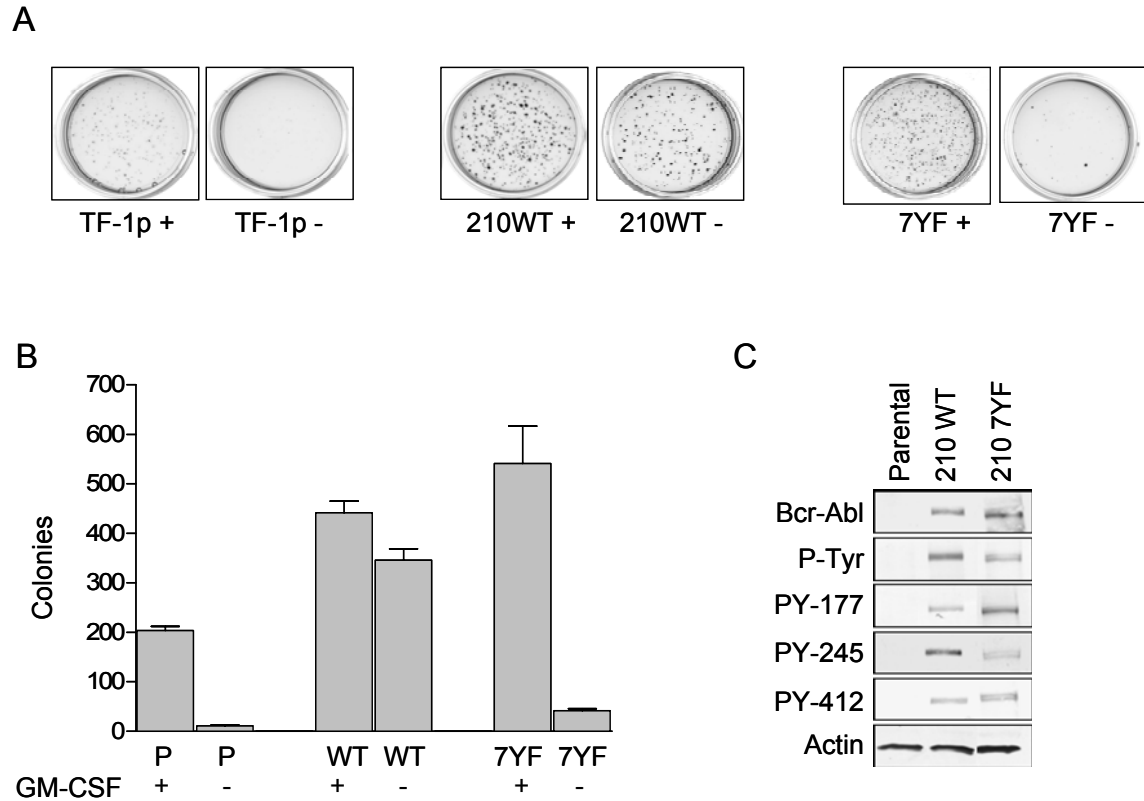 A
TF-1p + TF-1p - 210WT + 210WT - 7YF + 7YF -
B
700
600
500
400
300
200
100
0
Colonies
P P WT WT 7YF 7YF
GM-CSF + - + - + -
C
Parental 210 WT 210 7YF
Bcr-Abl
P-Tyr
PY-177
PY-245
PY-412
Actin